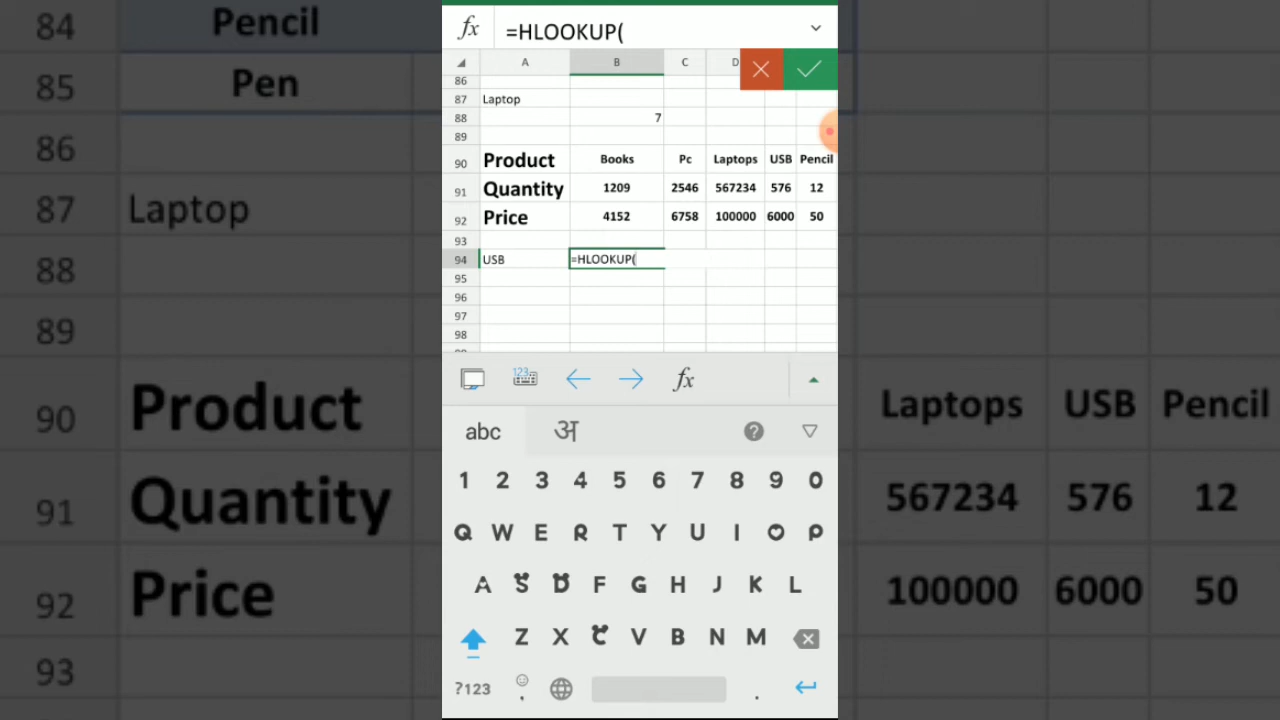 84 Pencil
85 Pen
86
87 Laptop
88
89
90 Product Laptops USB Pencil
91 Quantity 567234 576 12
92 Price 100000 6000 50
93
fx =HLOOKUP(
A B C D
86
87 Laptop
88 7
89
90 Product Books Pc Laptops USB Pencil
91 Quantity 1209 2546 567234 576 12
92 Price 4152 6758 100000 6000 50
93
94 USB =HLOOKUP(
95
96
97
98
123 fx
abc अ ?
1 2 3 4 5 6 7 8 9 0
Q W E R T Y U I O P
A S D F G H J K L
Z X C V B N M
?123 , .